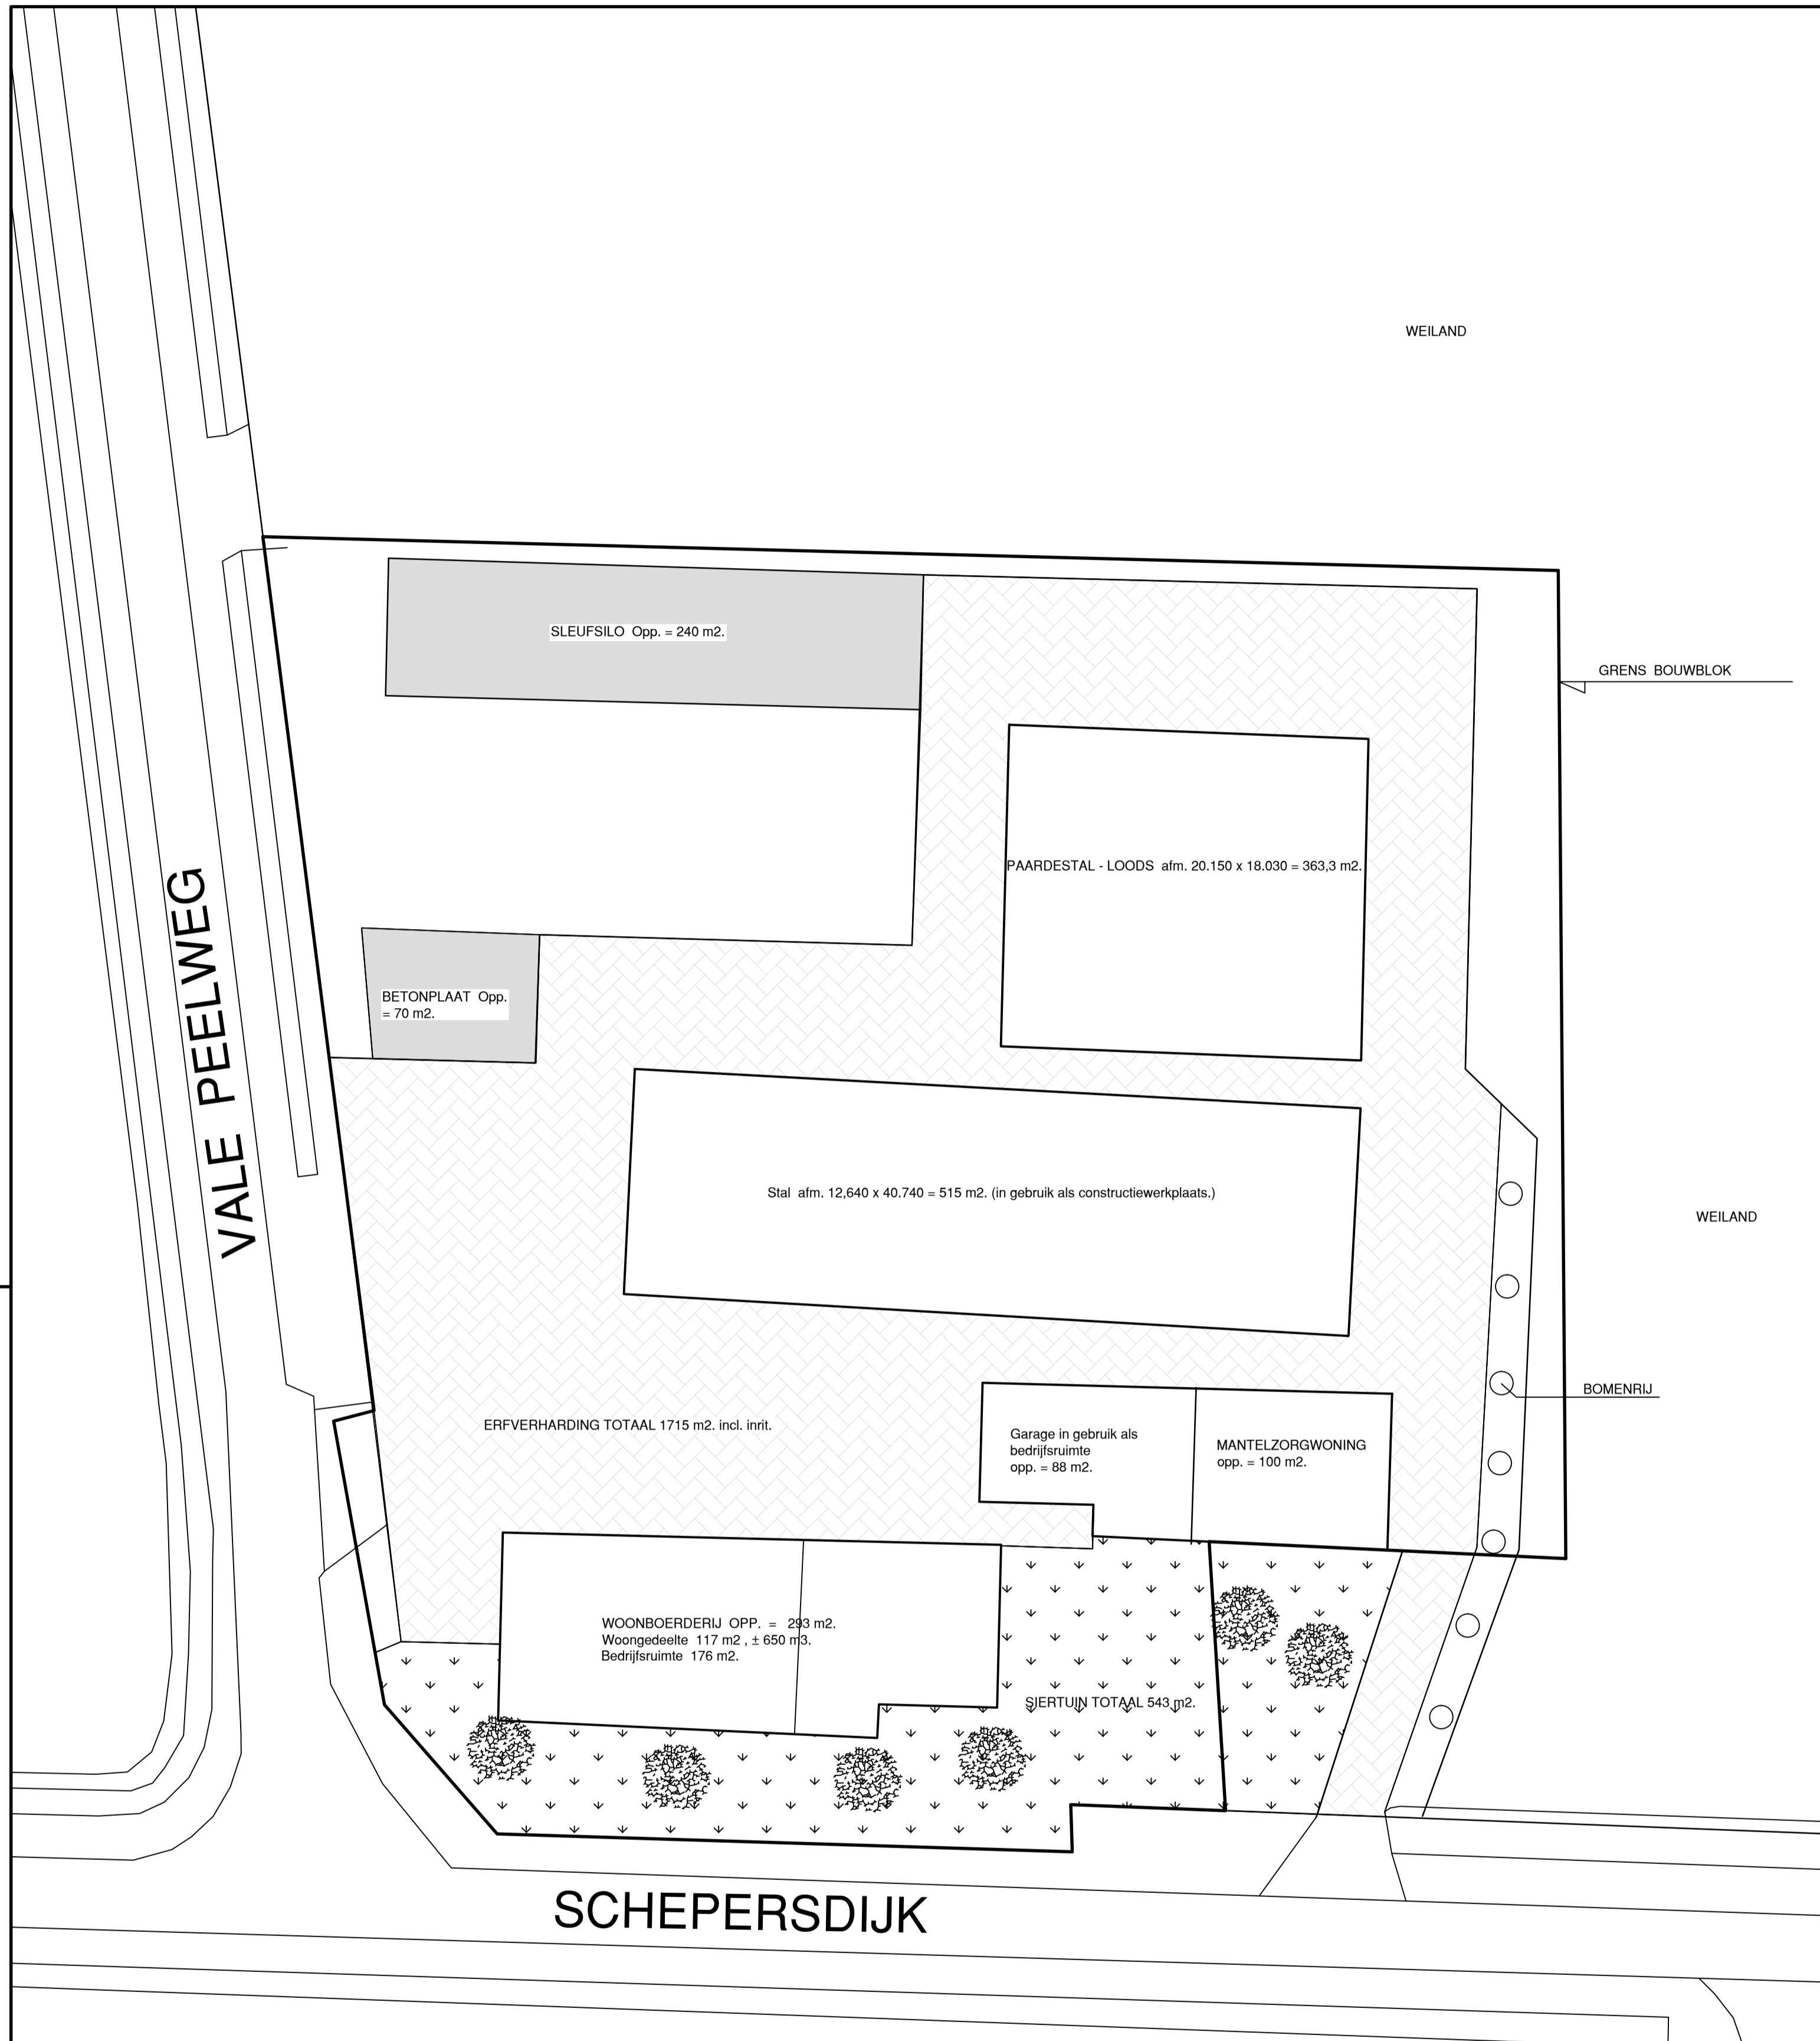 WEILAND
SLEUFSILO Opp. = 240 m2.
GRENS BOUWBLOK
PAARDESTAL - LOODS afm. 20.150 x 18.030 = 363,3 m2.
BETONPLAAT Opp.
= 70 m2.
VALE PEELWEG
Stal afm. 12,640 x 40.740 = 515 m2. (in gebruik als constructiewerkplaats.)
WEILAND
BOMENRIJ
ERFVERHARDING TOTAAL 1715 m2. incl. inrit.
Garage in gebruik als
bedrijfsruimte
opp. = 88 m2.
MANTELZORGWONING
opp. = 100 m2.
WOONBOERDERIJ OPP. = 293 m2.
Woongedeelte 117 m2 , ± 650 m3.
Bedrijfsruimte 176 m2.
SIERTUIN TOTAAL 543 m2.
SCHEPERSDIJK